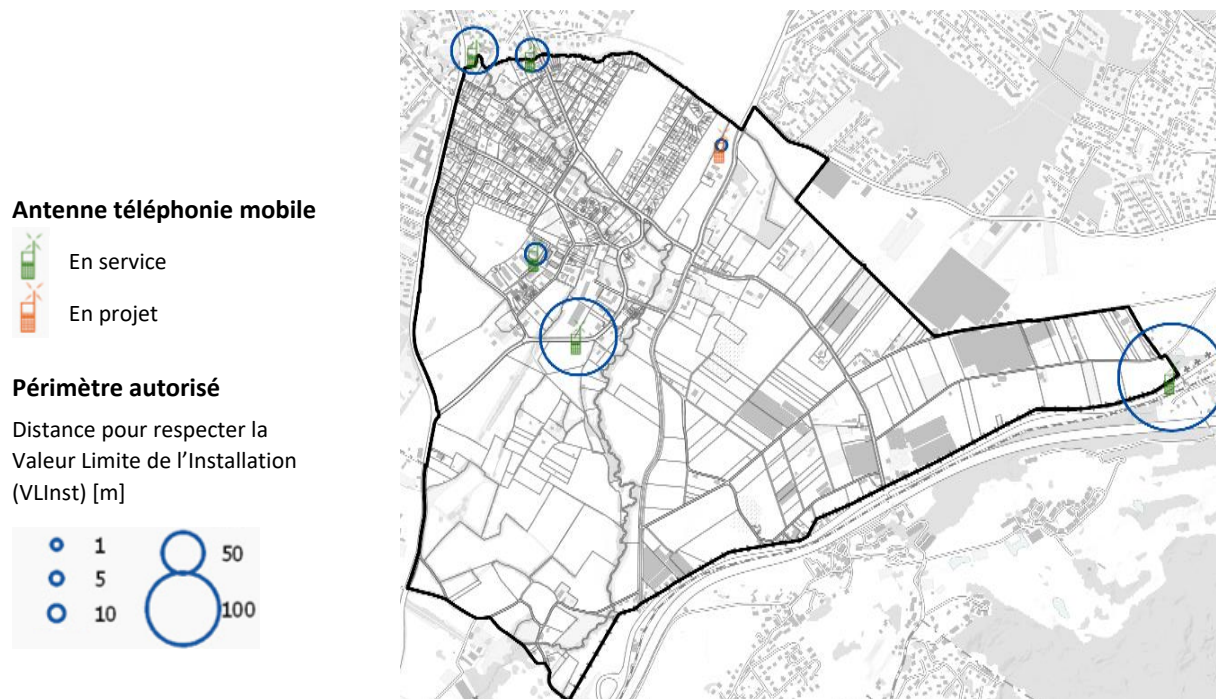 Antenne téléphonie mobile
En service
En projet
Périmètre autorisé
Distance pour respecter la
Valeur Limite de l'Installation
(VLInst) [m]
1
5
10
50
100